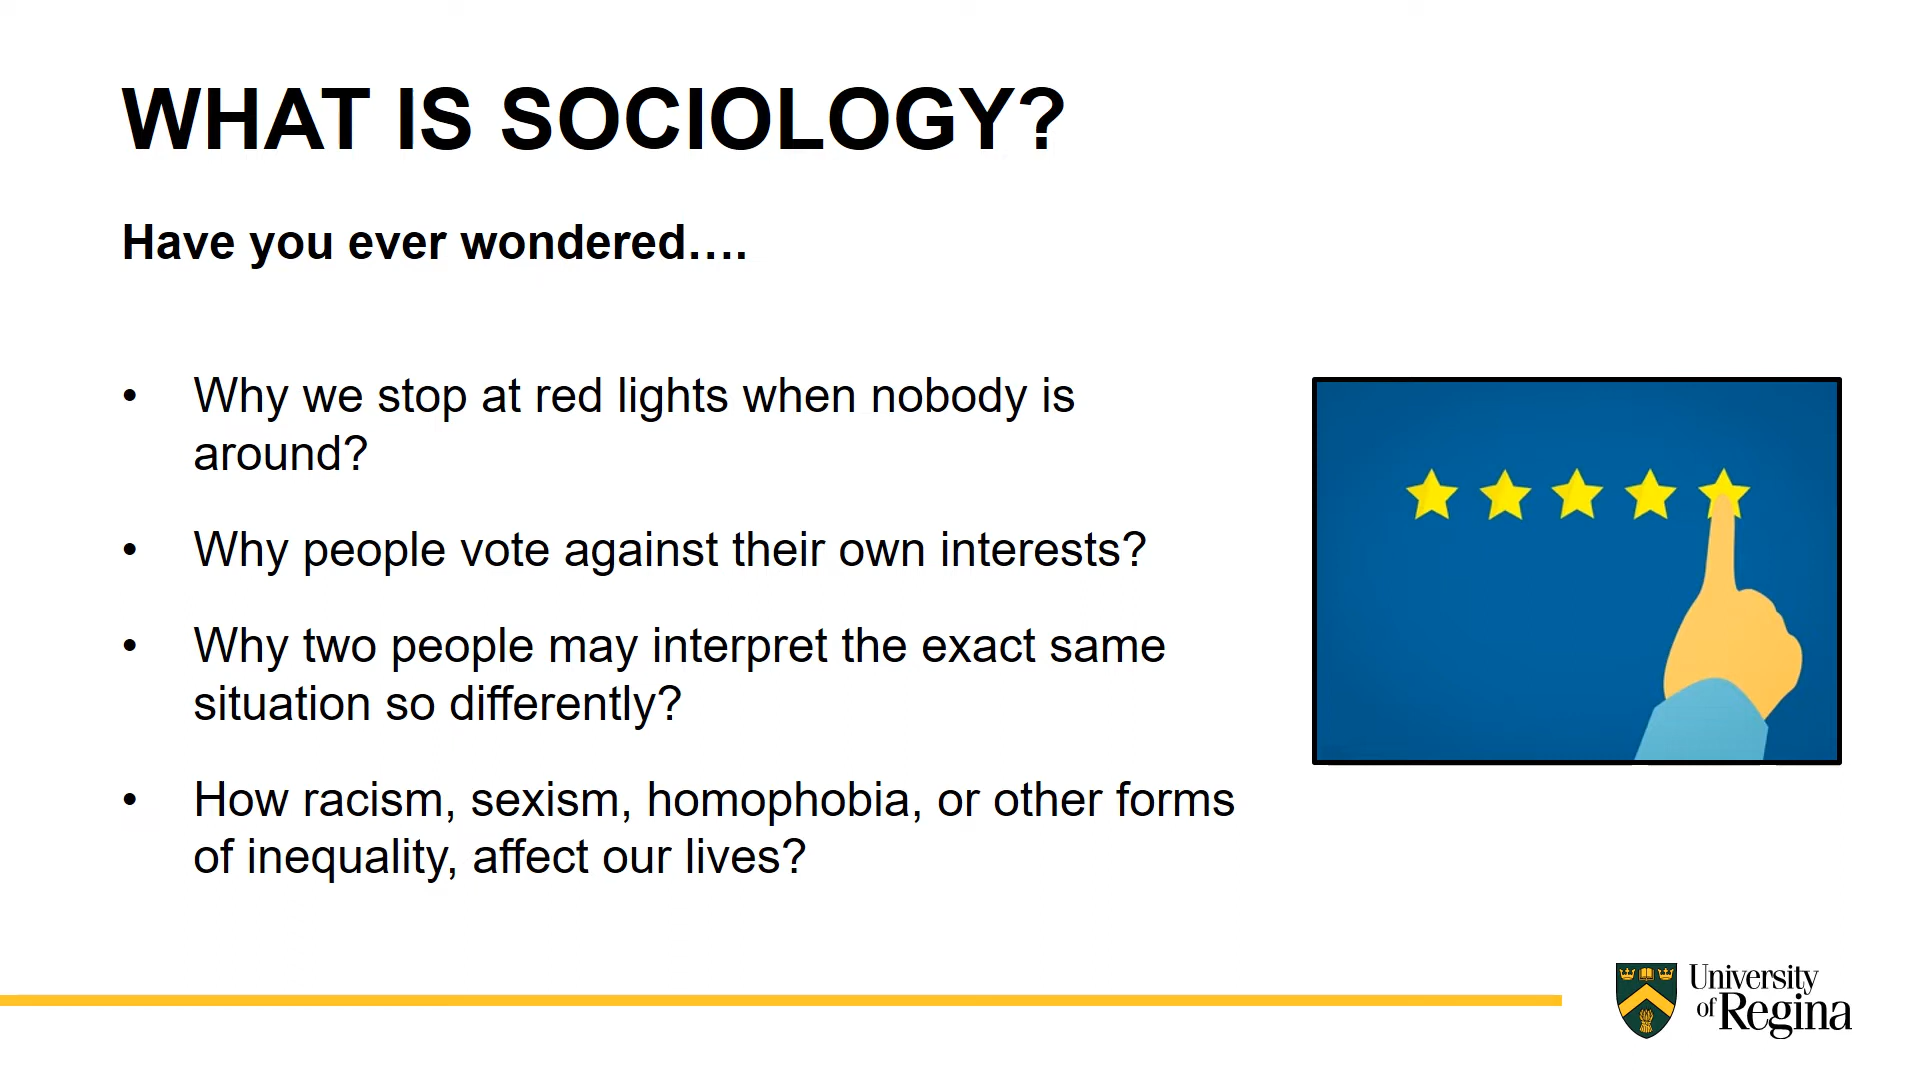 WHAT IS SOCIOLOGY?
Have you ever wondered….
• Why we stop at red lights when nobody is
around?
• Why people vote against their own interests?
• Why two people may interpret the exact same
situation so differently?
• How racism, sexism, homophobia, or other forms
of inequality, affect our lives?
University
of Regina